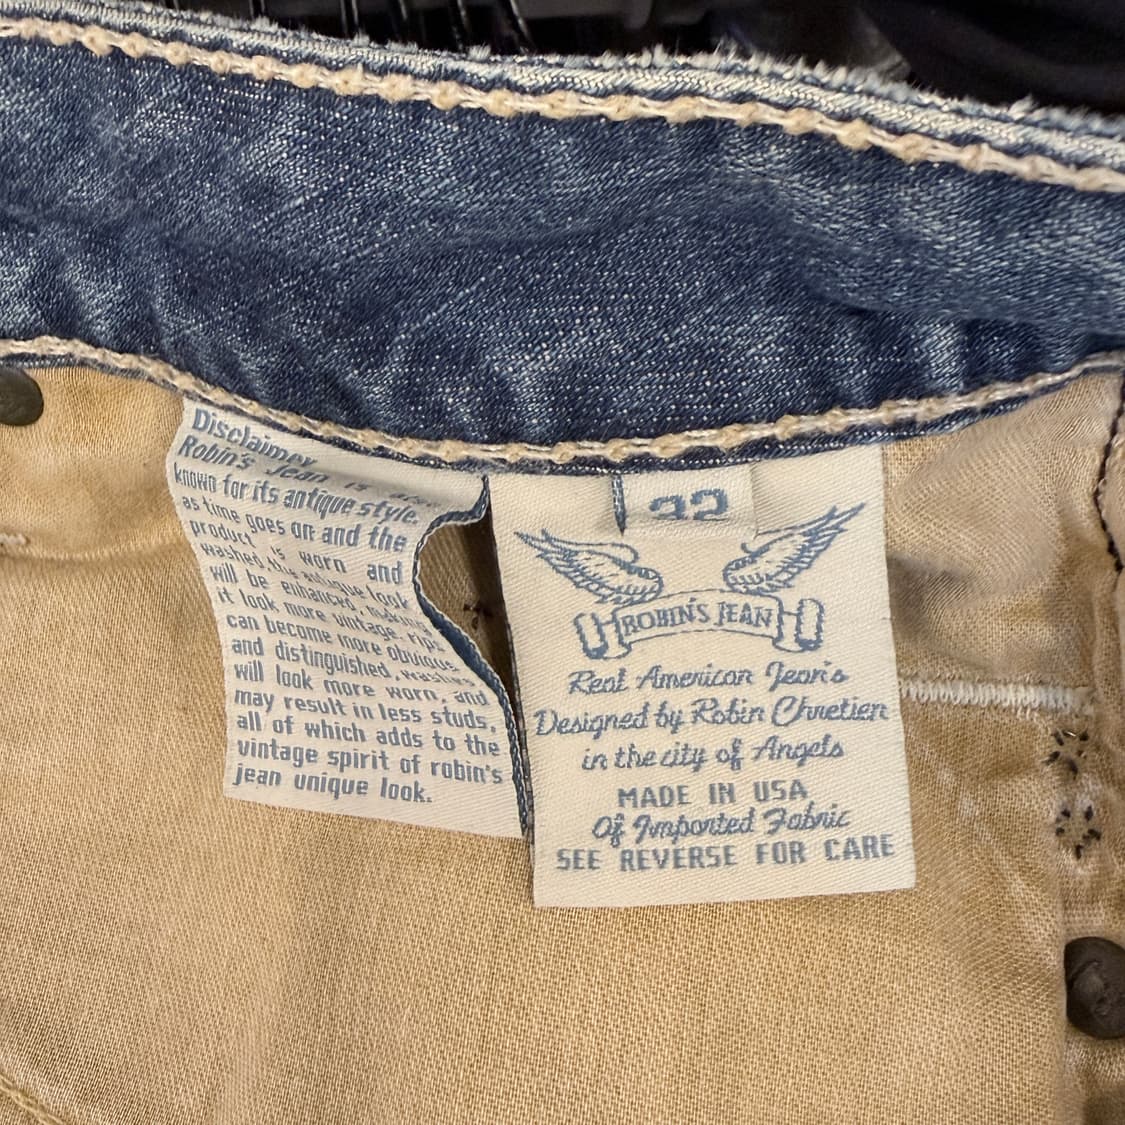 Disclaimer
Robin's Jean is
known for its antique style.
as time goes on and the
product is worn and
washed the antique look
will be enhanced, making
it look more vintage. rips
can become more obvious
and distinguished, washes
will look more worn, and
may result in less studs,
all of which adds to the
vintage spirit of robin's
jean unique look.
ROBIN'S JEAN
Real American Jean's
Designed by Robin Chretien
in the city of Angels
MADE IN USA
Of Imported Fabric
SEE REVERSE FOR CARE